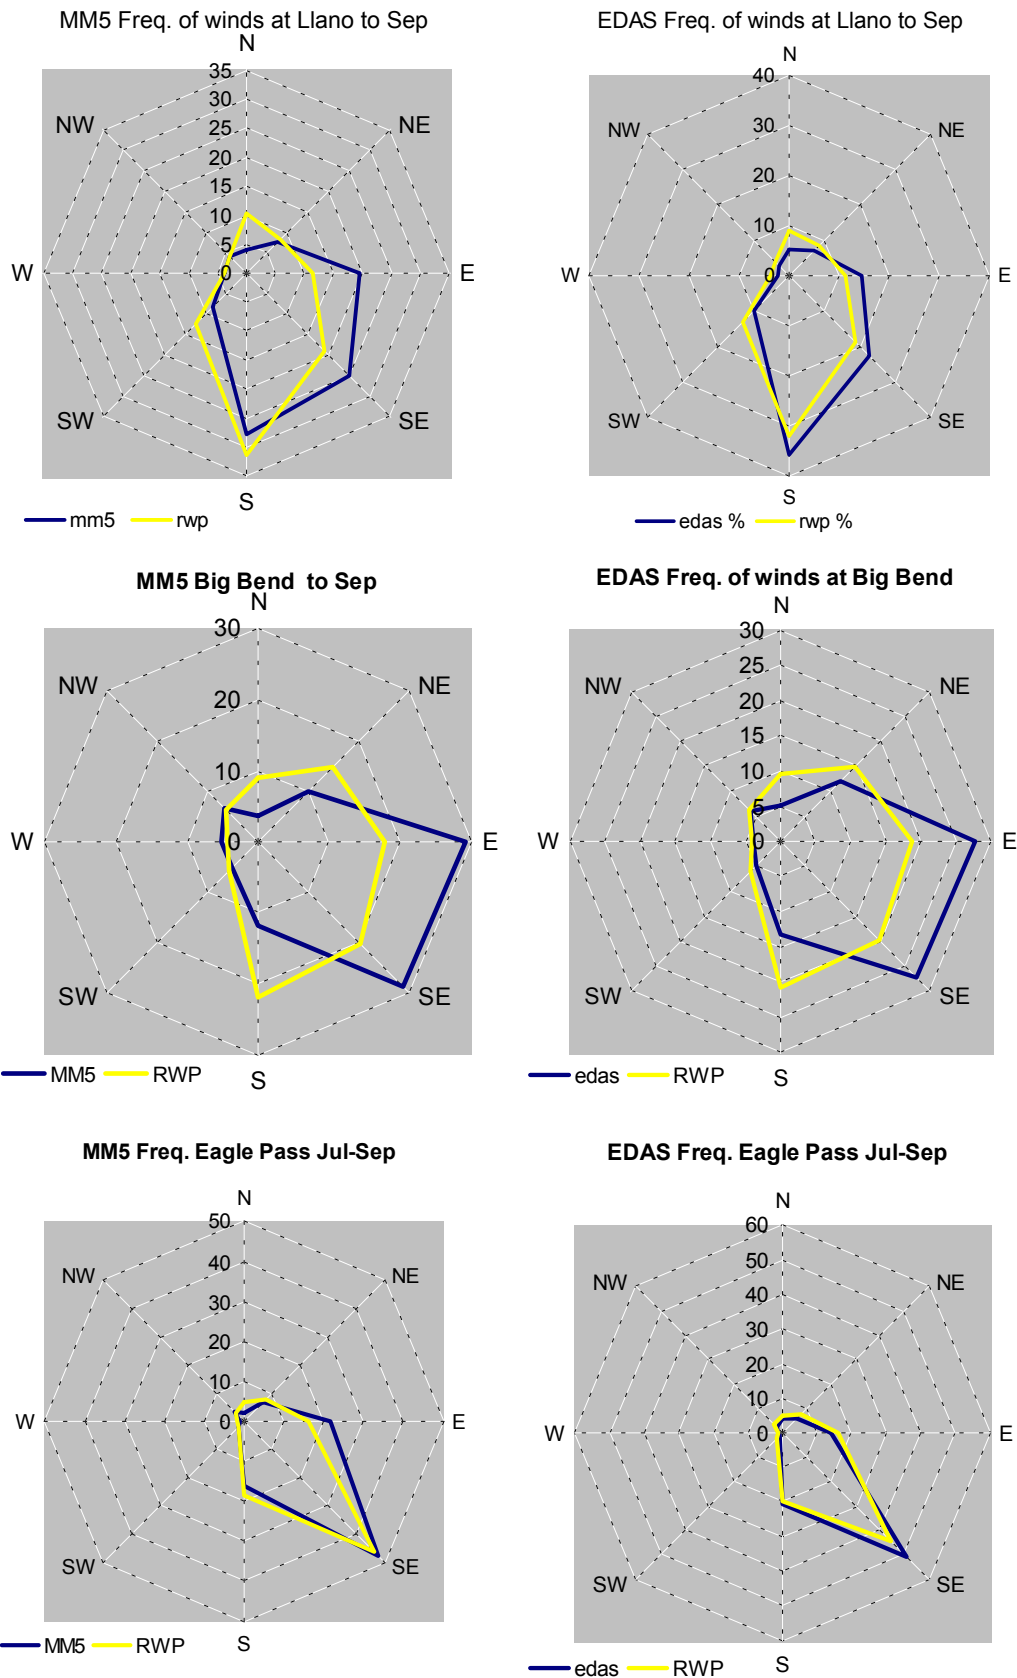 MM5 Freq. of winds at Llano to Sep
N
35
30
25
20
15
10
5
0
NW
NE
W
E
SW
SE
S
mm5 rwp
EDAS Freq. of winds at Llano to Sep
N
40
30
20
10
0
NW
NE
W
E
SW
SE
S
edas % rwp %
MM5 Big Bend to Sep
N
30
20
10
0
NW
NE
W
E
SW
SE
S
MM5 RWP
EDAS Freq. of winds at Big Bend
N
30
25
20
15
10
5
0
NW
NE
W
E
SW
SE
S
edas RWP
MM5 Freq. Eagle Pass Jul-Sep
N
50
40
30
20
10
0
NW
NE
W
E
SW
SE
S
MM5 RWP
EDAS Freq. Eagle Pass Jul-Sep
N
60
50
40
30
20
10
0
NW
NE
W
E
SW
SE
S
edas RWP